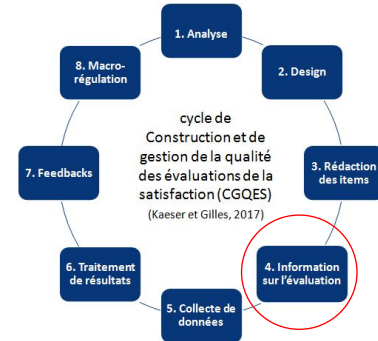 1. Analyse
2. Design
3. Rédaction
des items
4. Information
sur l'évaluation
5. Collecte de
données
6. Traitement
de résultats
7. Feedbacks
8. Macro-
régulation
cycle de
Construction et de
gestion de la qualité
des évaluations de la
satisfaction (CGQES)
(Kaeser et Gilles, 2017)